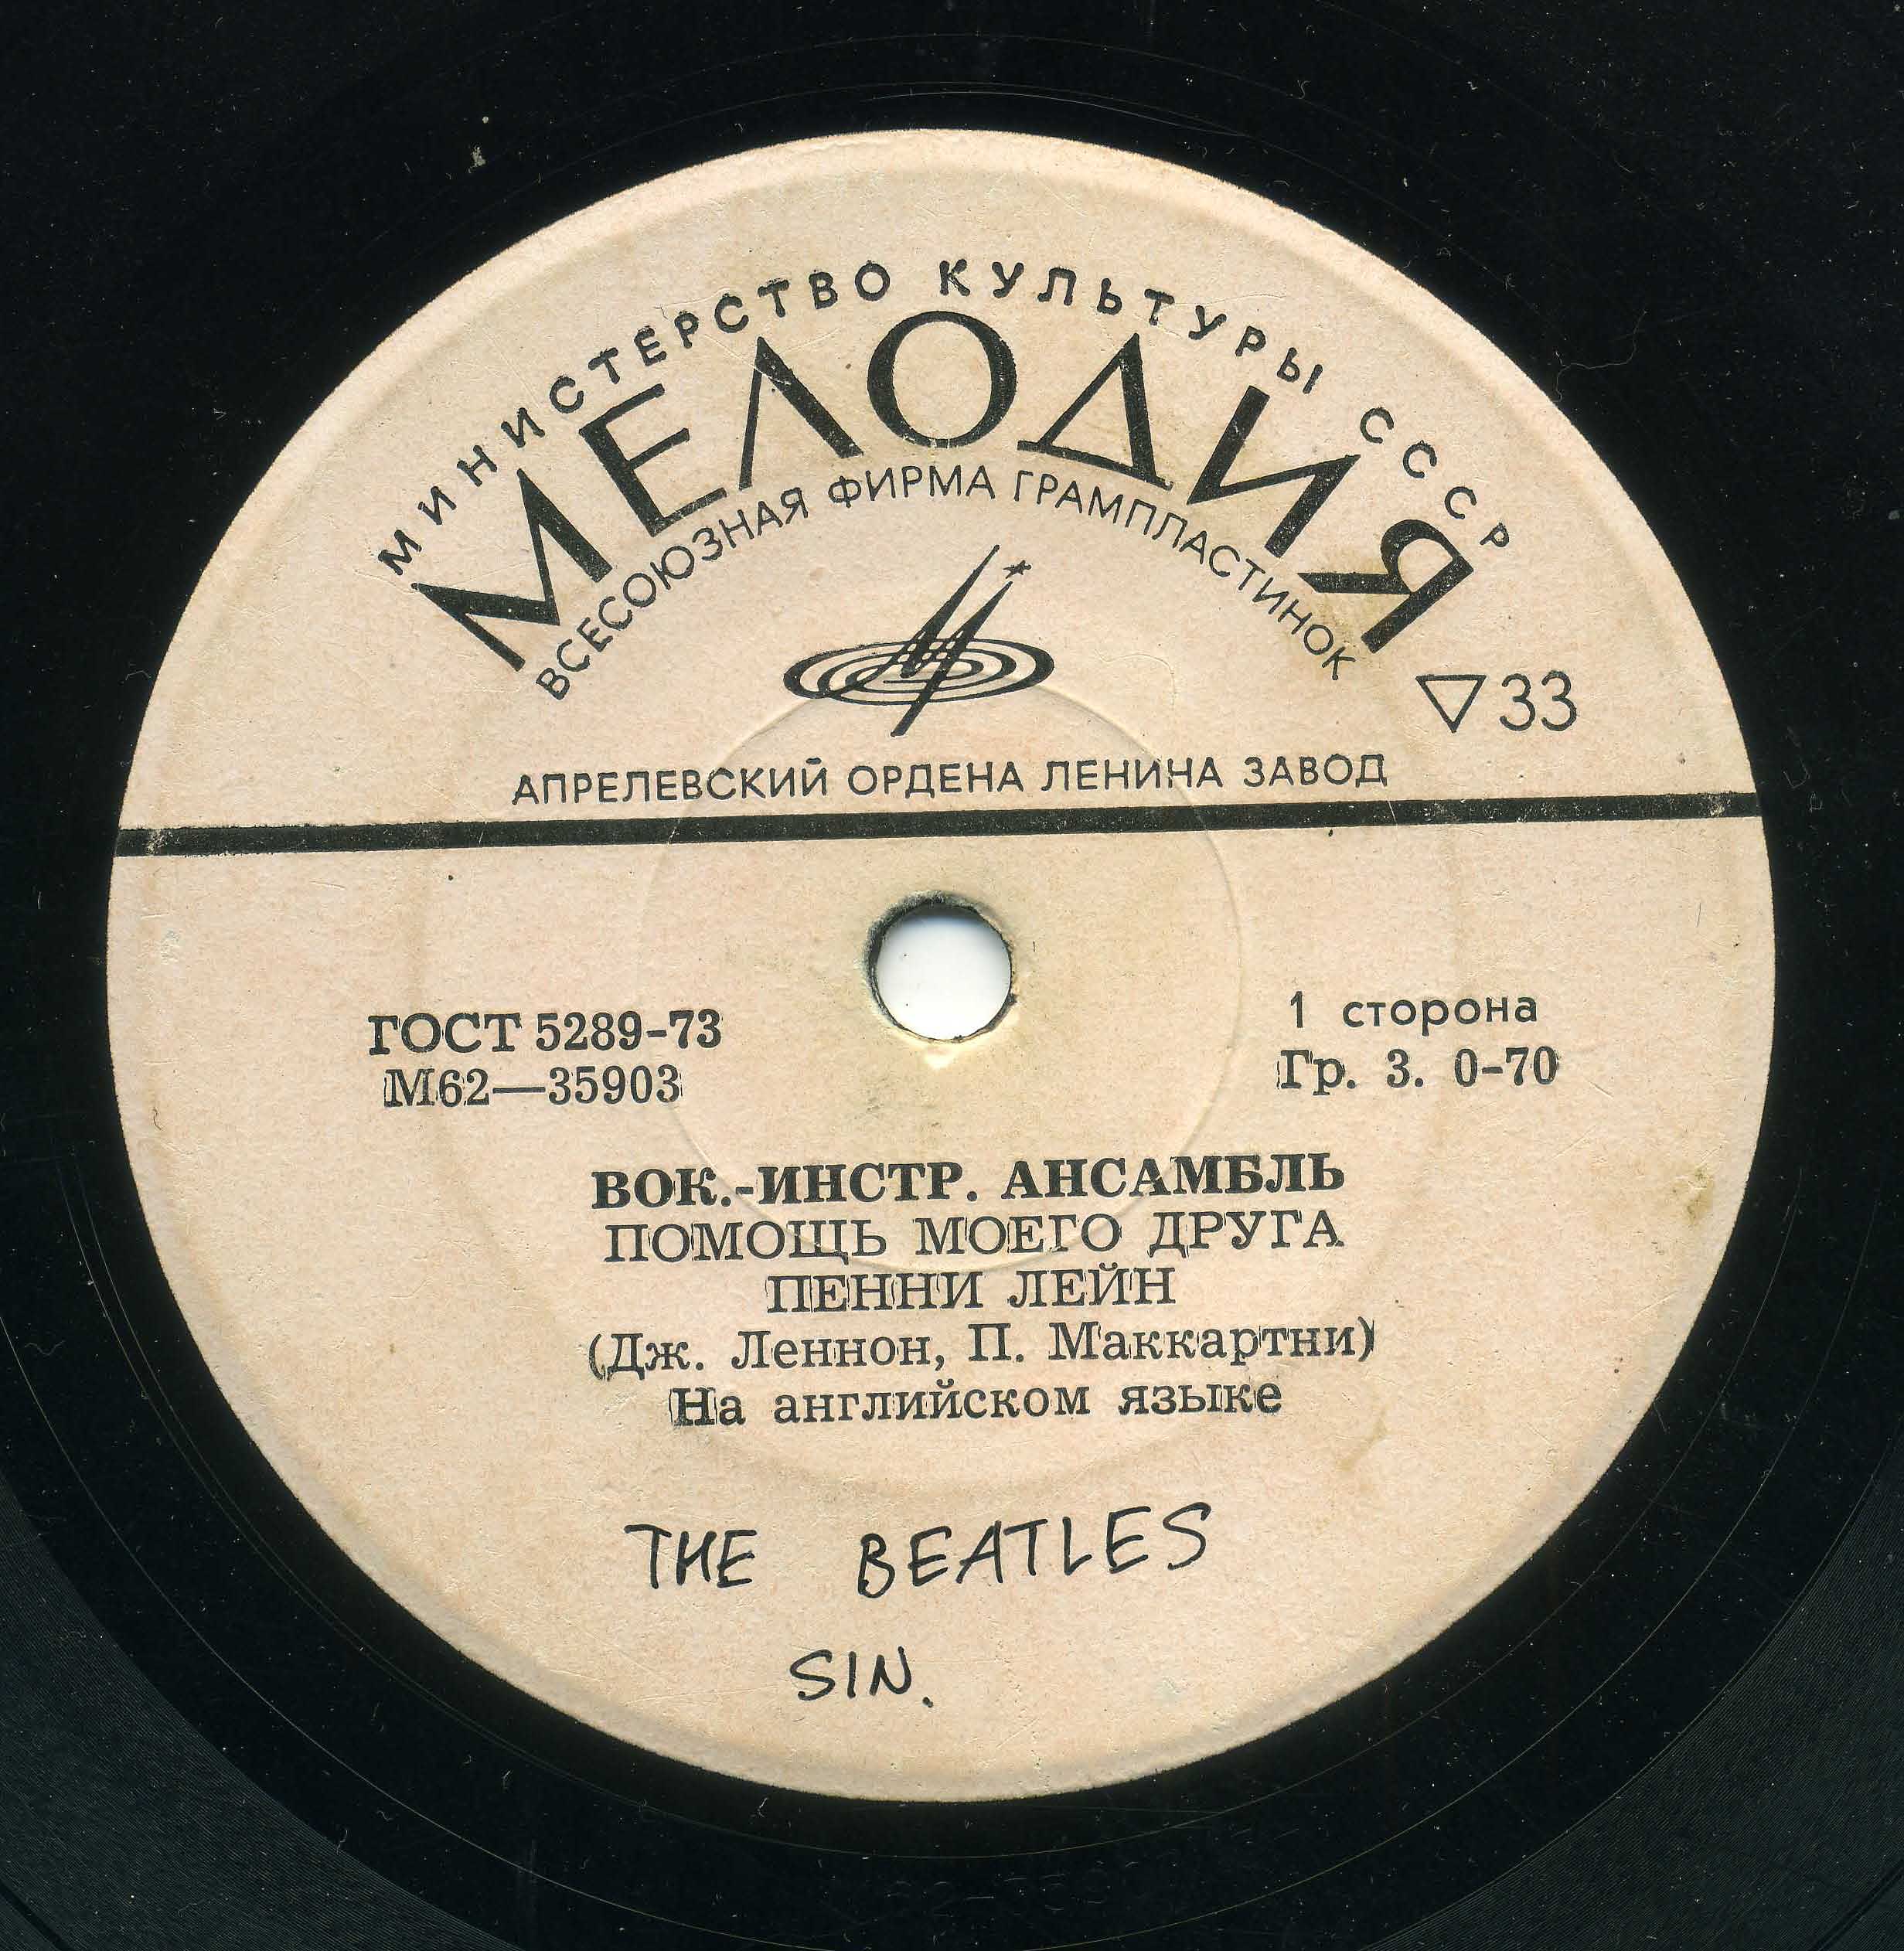 МИНИСТЕРСТВО КУЛЬТУРЫ СССР
МЕЛОДИЯ
ВСЕСОЮЗНАЯ ФИРМА ГРАМПЛАСТИНОК
▽33
АПРЕЛЕВСКИЙ ОРДЕНА ЛЕНИНА ЗАВОД
ГОСТ 5289-73
М62—35903
1 сторона
Гр. 3. 0-70
ВОК.-ИНСТР. АНСАМБЛЬ
ПОМОЩЬ МОЕГО ДРУГА
ПЕННИ ЛЕЙН
(Дж. Леннон, П. Маккартни)
На английском языке
THE BEATLES
SIN.